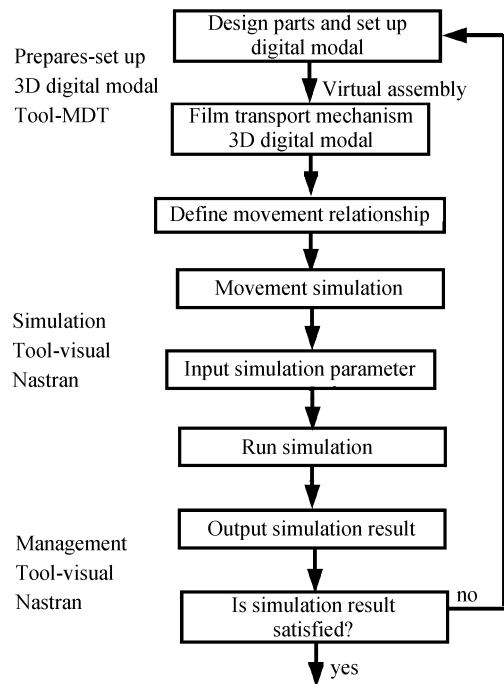 Design parts and set up
digital modal
Prepares-set up
3D digital modal
Tool-MDT
Virtual assembly
Film transport mechanism
3D digital modal
Define movement relationship
Movement simulation
Simulation
Tool-visual
Nastran
Input simulation parameter
Run simulation
Output simulation result
Management
Tool-visual
Nastran
Is simulation result
satisfied?
no
yes